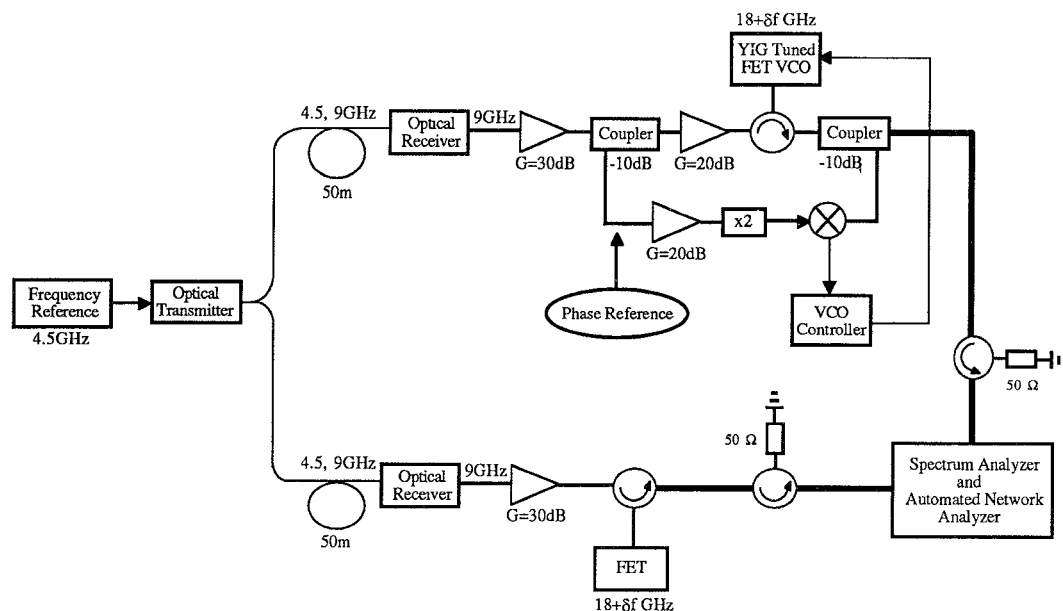 18+δf GHz
YIG Tuned
FET VCO
4.5, 9GHz
Optical
Receiver
9GHz
Coupler
Coupler
50m
G=30dB
-10dB
G=20dB
-10dB
x2
G=20dB
Frequency
Reference
4.5GHz
Optical
Transmitter
Phase Reference
VCO
Controller
50 Ω
50 Ω
4.5, 9GHz
Optical
Receiver
9GHz
50m
G=30dB
Spectrum Analyzer
and
Automated Network
Analyzer
FET
18+δf GHz